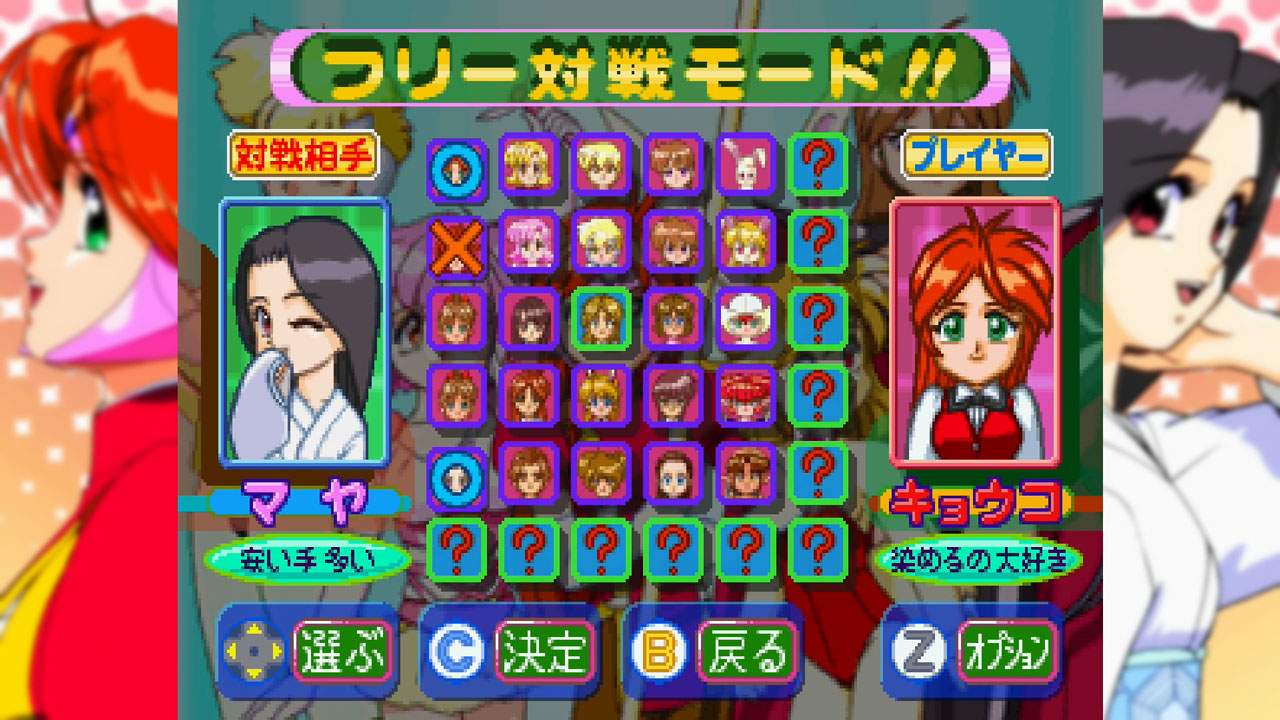 フリー対戦モード!!
対戦相手
プレイヤー
?
?
?
?
?
? ? ? ? ? ?
マヤ
キョウコ
安い手多い
染めるの大好き
選ぶ
C 決定
B 戻る
Z オプション